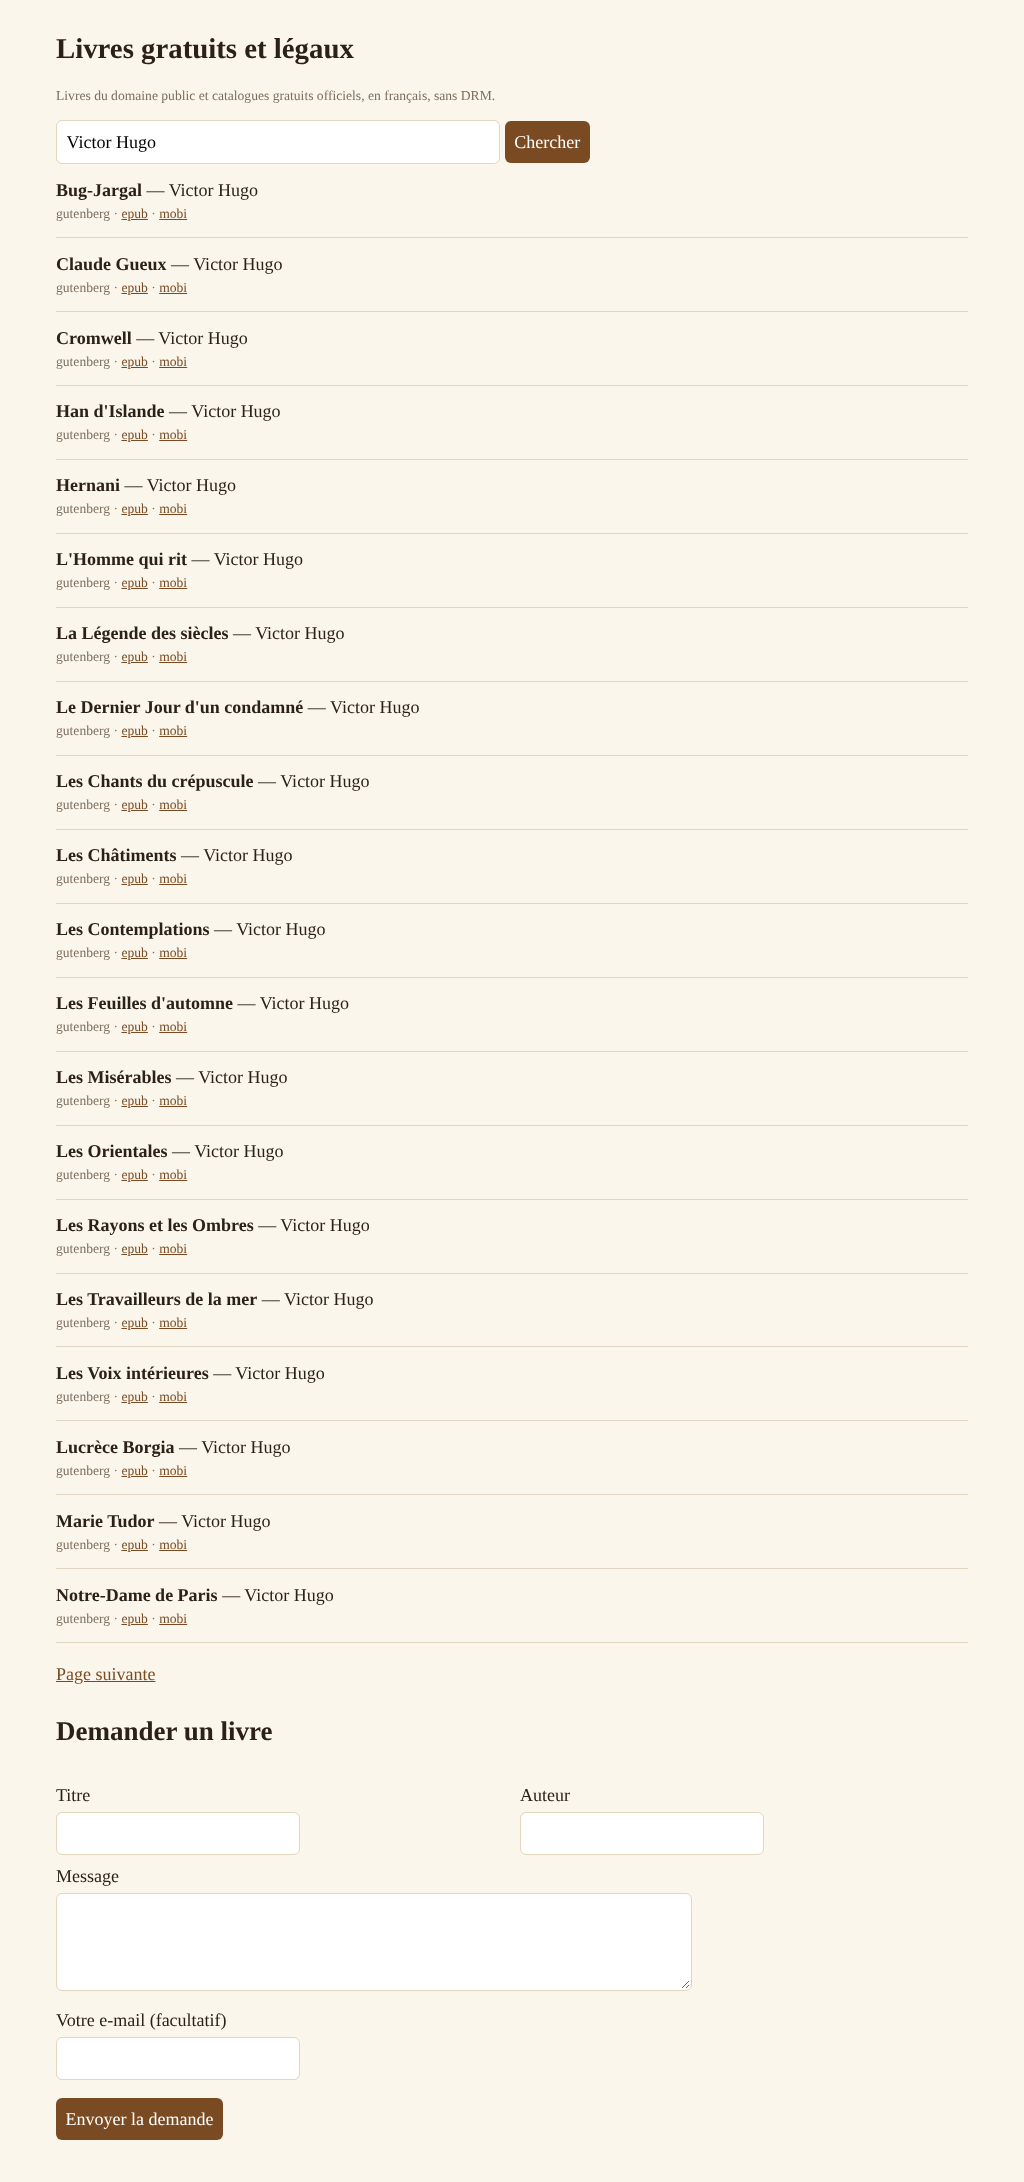 Livres gratuits et légaux
Livres du domaine public et catalogues gratuits officiels, en français, sans DRM.
Victor Hugo
Chercher
Bug-Jargal — Victor Hugo
gutenberg · epub · mobi
Claude Gueux — Victor Hugo
gutenberg · epub · mobi
Cromwell — Victor Hugo
gutenberg · epub · mobi
Han d'Islande — Victor Hugo
gutenberg · epub · mobi
Hernani — Victor Hugo
gutenberg · epub · mobi
L'Homme qui rit — Victor Hugo
gutenberg · epub · mobi
La Légende des siècles — Victor Hugo
gutenberg · epub · mobi
Le Dernier Jour d'un condamné — Victor Hugo
gutenberg · epub · mobi
Les Chants du crépuscule — Victor Hugo
gutenberg · epub · mobi
Les Châtiments — Victor Hugo
gutenberg · epub · mobi
Les Contemplations — Victor Hugo
gutenberg · epub · mobi
Les Feuilles d'automne — Victor Hugo
gutenberg · epub · mobi
Les Misérables — Victor Hugo
gutenberg · epub · mobi
Les Orientales — Victor Hugo
gutenberg · epub · mobi
Les Rayons et les Ombres — Victor Hugo
gutenberg · epub · mobi
Les Travailleurs de la mer — Victor Hugo
gutenberg · epub · mobi
Les Voix intérieures — Victor Hugo
gutenberg · epub · mobi
Lucrèce Borgia — Victor Hugo
gutenberg · epub · mobi
Marie Tudor — Victor Hugo
gutenberg · epub · mobi
Notre-Dame de Paris — Victor Hugo
gutenberg · epub · mobi
Page suivante
Demander un livre
Titre
Auteur
Message
Votre e-mail (facultatif)
Envoyer la demande